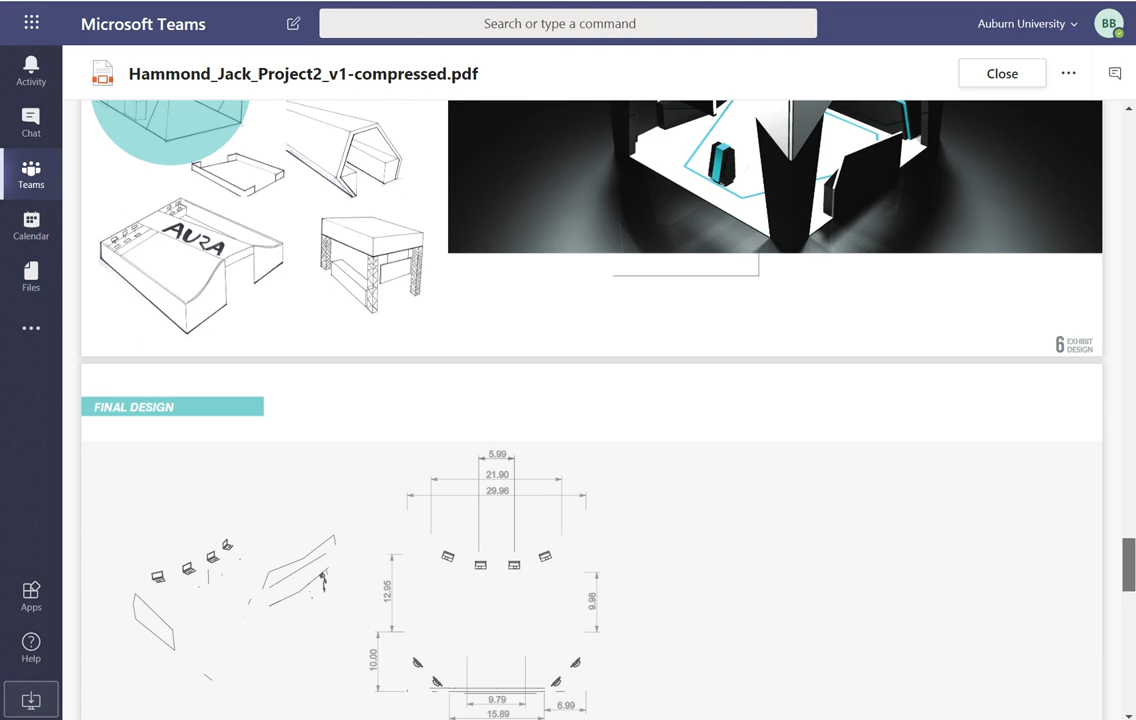 Microsoft Teams
Search or type a command
Auburn University
BB
Activity
Chat
Teams
Calendar
Files
Apps
Help
Hammond_Jack_Project2_v1-compressed.pdf
Close
AURA
6 EXHIBIT
DESIGN
FINAL DESIGN
5.99
21.90
29.96
12.95
9.98
10.00
9.79
6.99
15.89